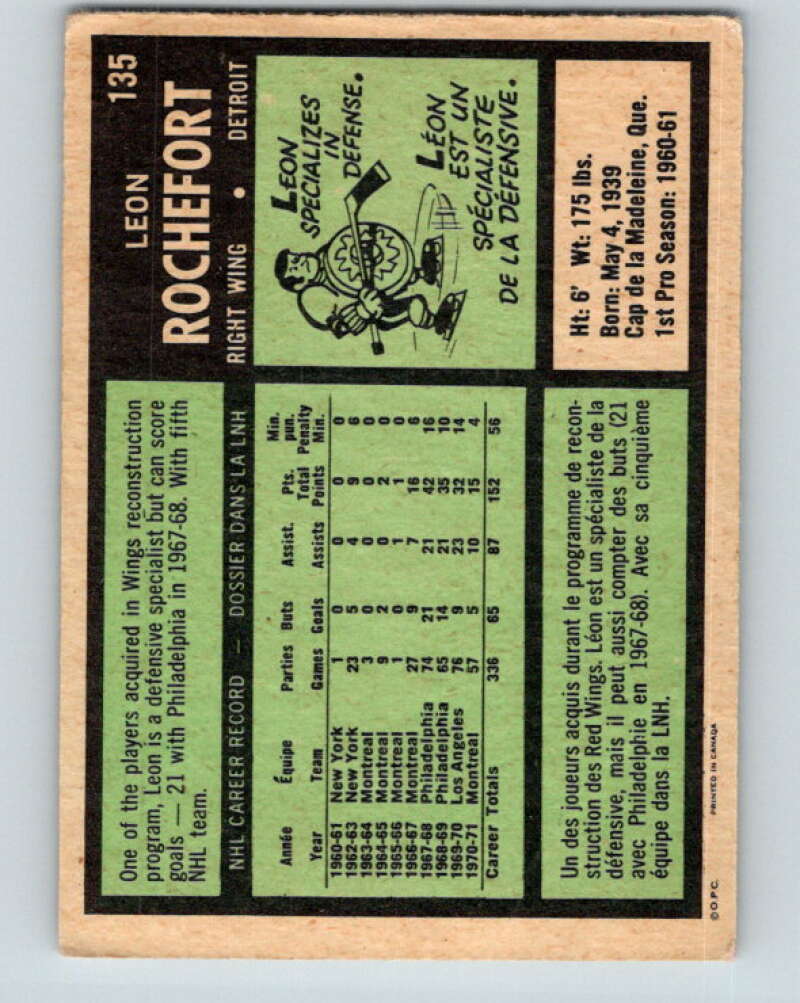 135
LEON
ROCHEFORT
RIGHT WING • DETROIT
One of the players acquired in Wings reconstruction
program, Leon is a defensive specialist but can score
goals — 21 with Philadelphia in 1967-68. With fifth
NHL team.
LEON
SPECIALIZES
IN
DEFENSE.
LÉON
EST UN
SPÉCIALISTE
DE LA DÉFENSIVE.
NHL CAREER RECORD — DOSSIER DANS LA LNH
Année Équipe Parties Buts Assist. Pts. Min. pun.
Year Team Games Goals Assists Total Points Penalty Min.
1960-61 New York 1 0 0 0 0
1962-63 New York 23 5 4 9 6
1963-64 Montreal 3 0 0 0 0
1964-65 Montreal 9 2 0 2 0
1965-66 Montreal 1 0 1 1 0
1966-67 Montreal 27 9 7 16 6
1967-68 Philadelphia 74 21 21 42 16
1968-69 Philadelphia 65 14 21 35 10
1969-70 Los Angeles 76 9 23 32 14
1970-71 Montreal 57 5 10 15 4
Career Totals 336 65 87 152 56
Ht: 6' Wt: 175 lbs.
Born: May 4, 1939
Cap de la Madeleine, Que.
1st Pro Season: 1960-61
Un des joueurs acquis durant le programme de recon-
struction des Red Wings. Léon est un spécialiste de la
défensive, mais il peut aussi compter des buts (21
avec Philadelphie en 1967-68). Avec sa cinquième
équipe dans la LNH.
© O.P.C. PRINTED IN CANADA